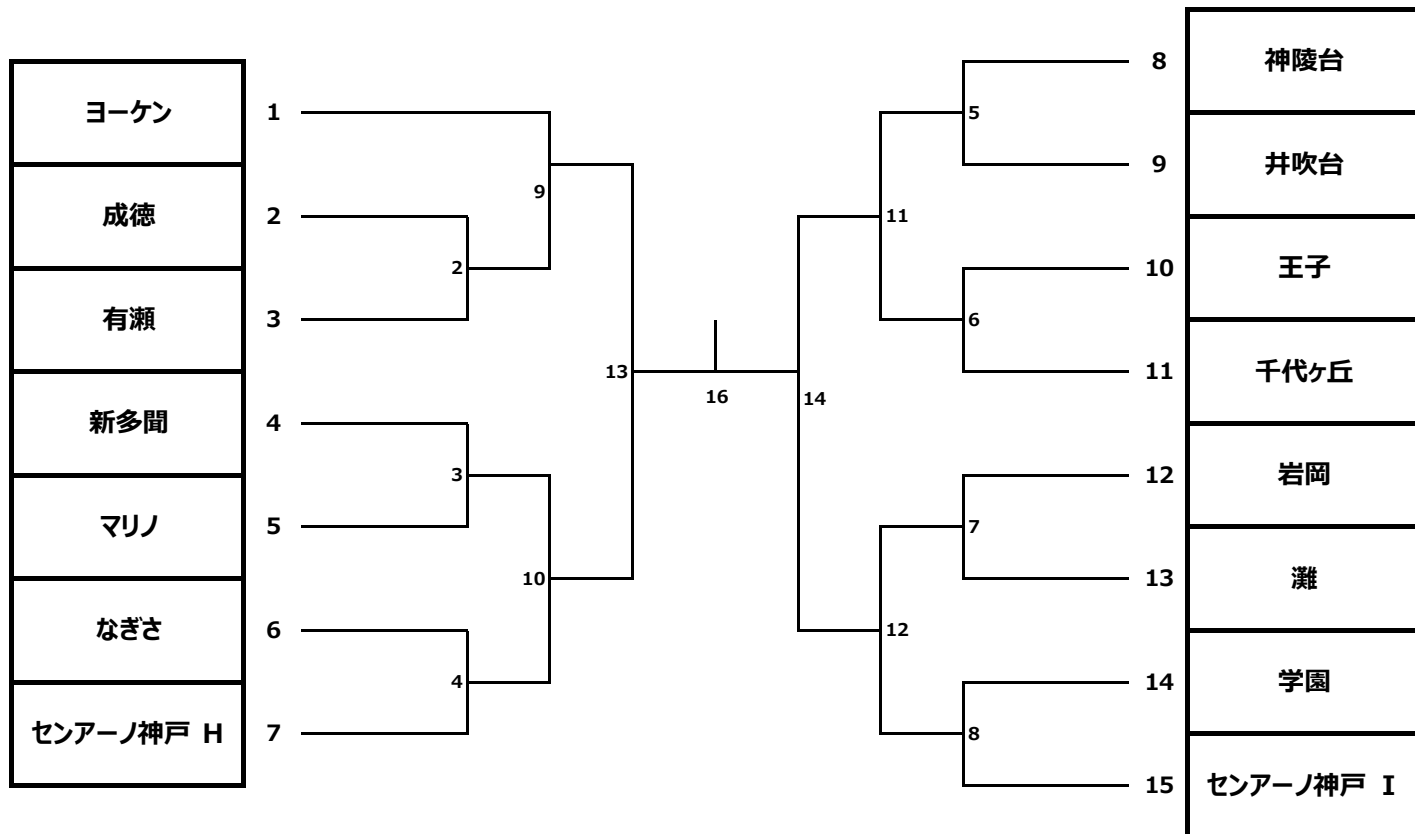 ヨーケン 1
成徳 2
有瀬 3
新多聞 4
マリノ 5
なぎさ 6
センアーノ神戸 H 7
9
2
13
3
10
4
16
8 神陵台
9 井吹台
10 王子
11 千代ヶ丘
12 岩岡
13 灘
14 学園
15 センアーノ神戸 I
5
11
6
14
7
12
8